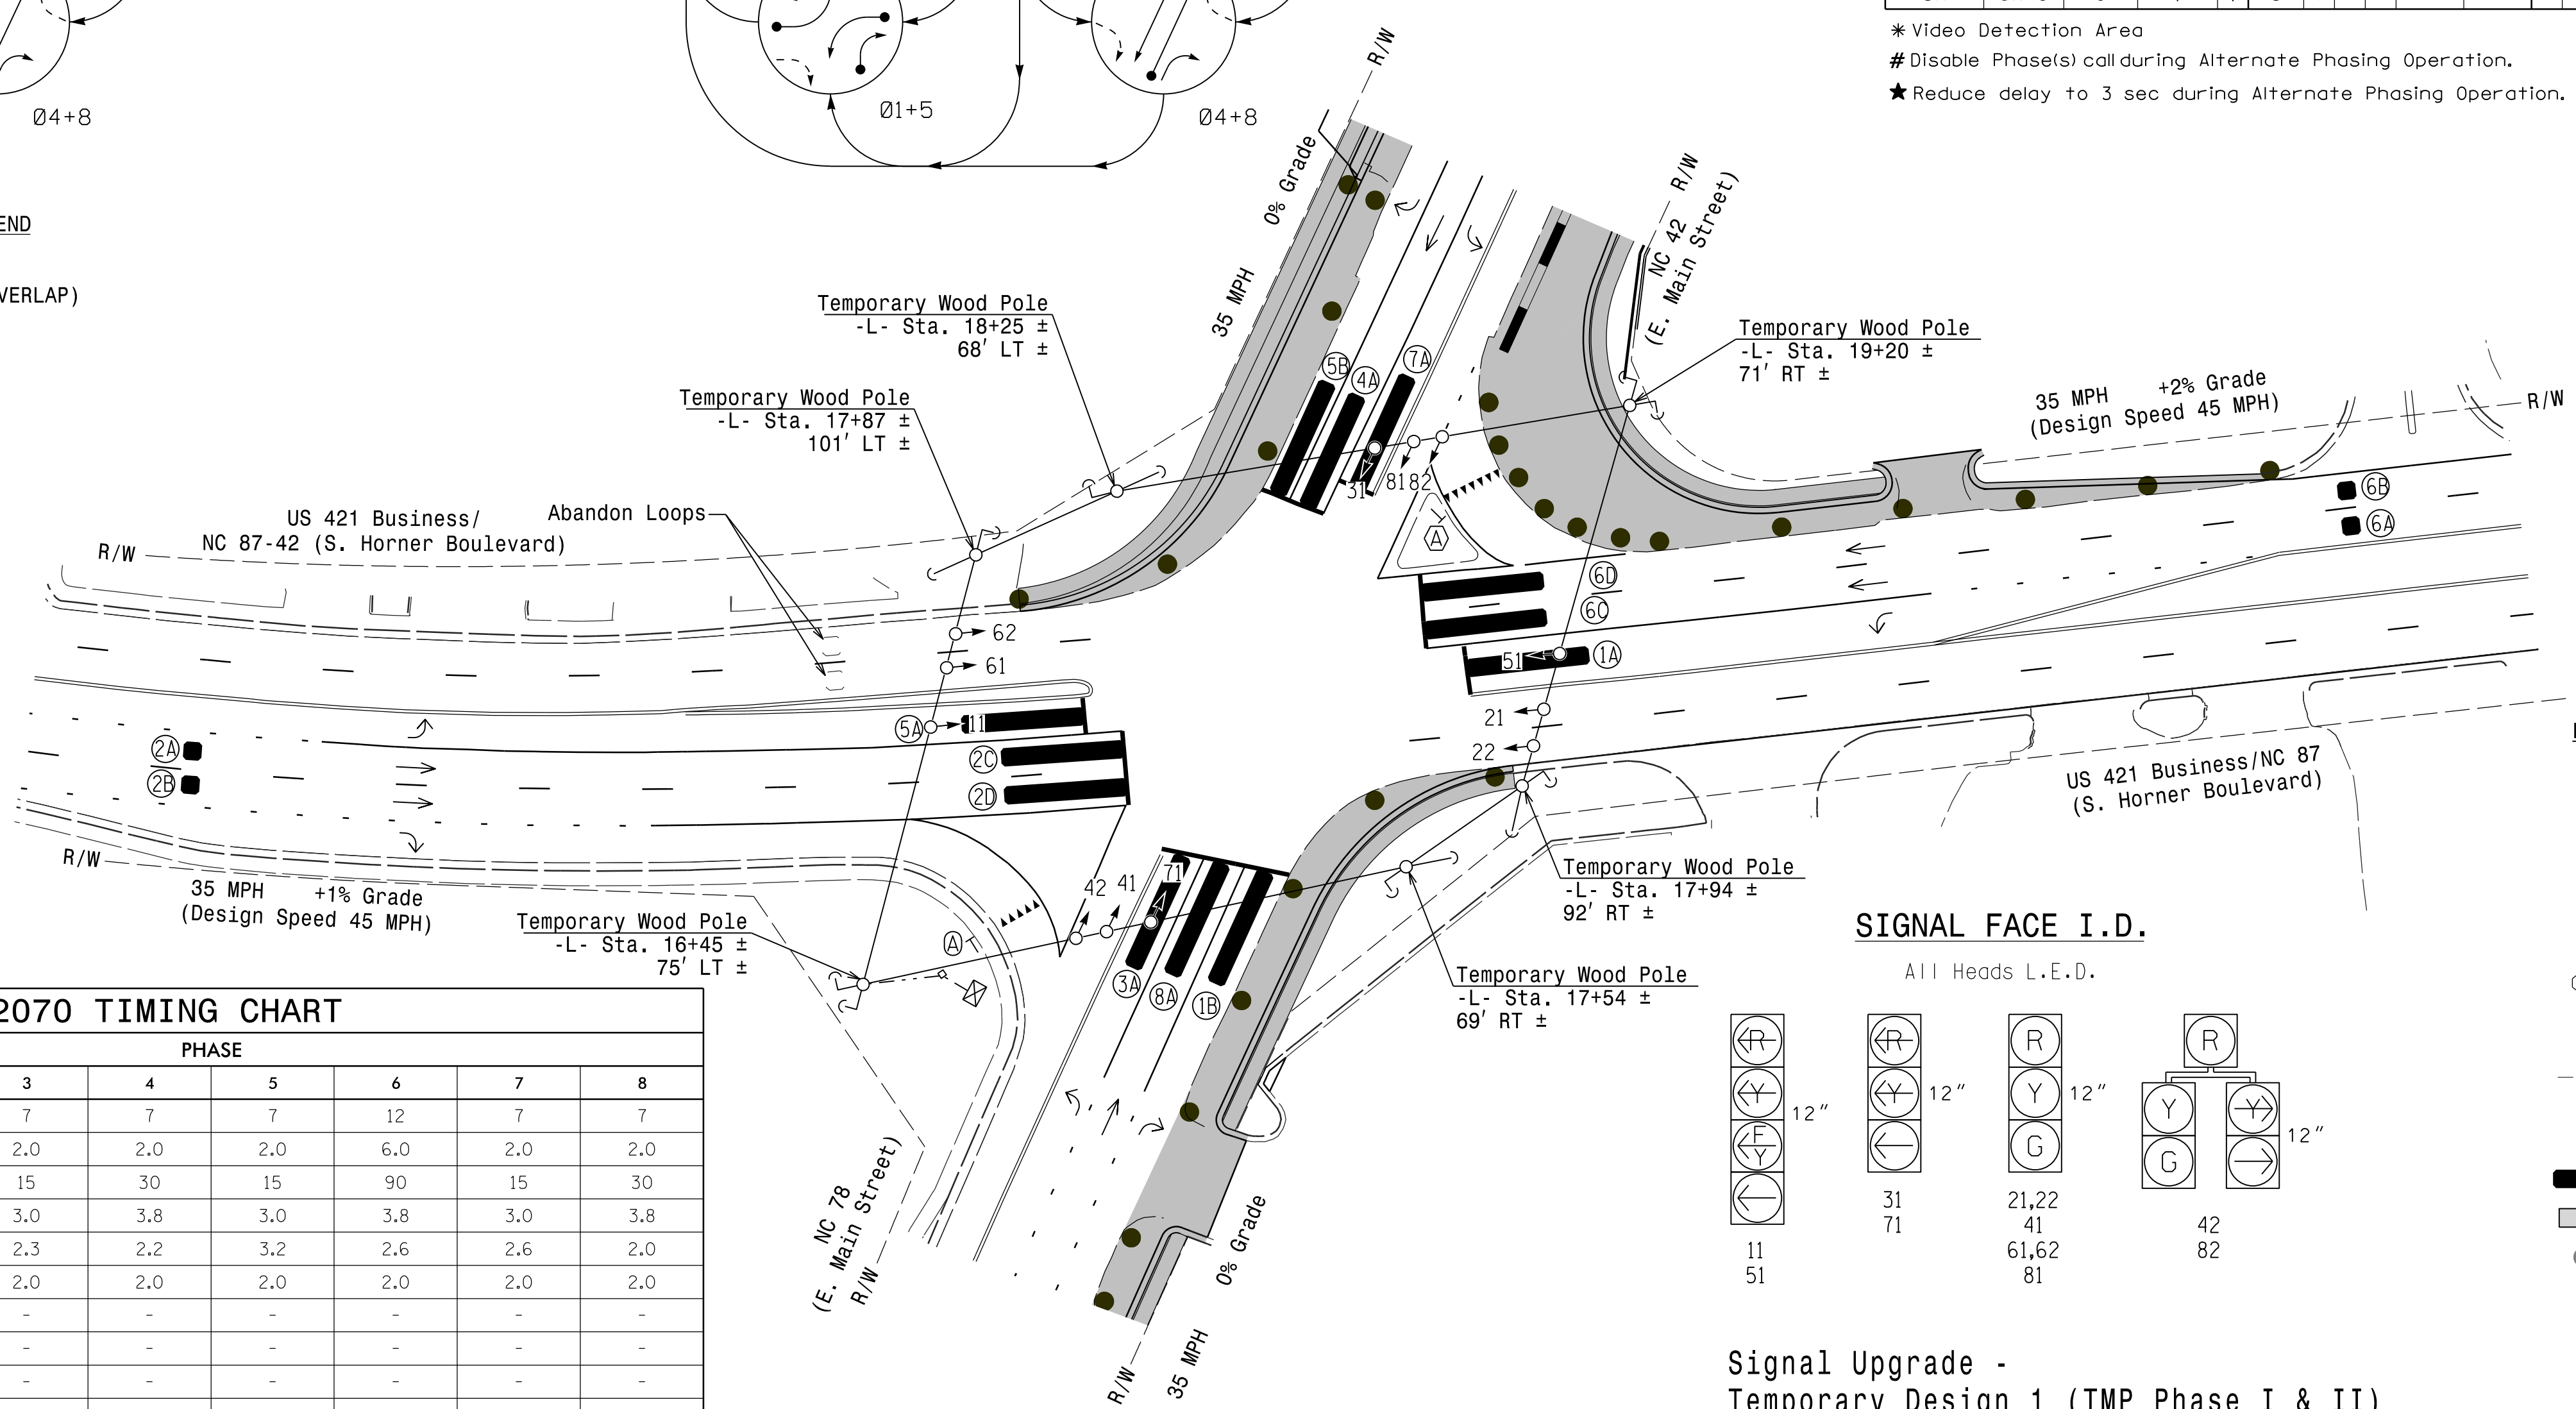 Ø4+8
Ø1+5
Ø4+8
✳ Video Detection Area
# Disable Phase(s) call during Alternate Phasing Operation.
★ Reduce delay to 3 sec during Alternate Phasing Operation.
END
VERLAP)
R/W
0% Grade
35 MPH
NC 42
(E. Main Street)
R/W
Temporary Wood Pole
-L- Sta. 18+25 ±
68' LT ±
Temporary Wood Pole
-L- Sta. 17+87 ±
101' LT ±
Temporary Wood Pole
-L- Sta. 19+20 ±
71' RT ±
35 MPH +2% Grade
(Design Speed 45 MPH)
R/W
5B
4A
7A
31
81 82
A
US 421 Business/
NC 87-42 (S. Horner Boulevard)
Abandon Loops
R/W
6B
6A
6D
6C
1A
51
62
61
5A
11
21
22
2A
2B
2C
2D
US 421 Business/NC 87
(S. Horner Boulevard)
R/W
35 MPH +1% Grade
(Design Speed 45 MPH)
42
41
71
A
3A
8A
1B
Temporary Wood Pole
-L- Sta. 16+45 ±
75' LT ±
Temporary Wood Pole
-L- Sta. 17+94 ±
92' RT ±
Temporary Wood Pole
-L- Sta. 17+54 ±
69' RT ±
NC 78
(E. Main Street)
R/W
0% Grade
35 MPH
R/W
2070 TIMING CHART
PHASE
3 4 5 6 7 8
7 7 7 12 7 7
2.0 2.0 2.0 6.0 2.0 2.0
15 30 15 90 15 30
3.0 3.8 3.0 3.8 3.0 3.8
2.3 2.2 3.2 2.6 2.6 2.0
2.0 2.0 2.0 2.0 2.0 2.0
- - - - - -
- - - - - -
- - - - - -
SIGNAL FACE I.D.
All Heads L.E.D.
R
Y
F
Y
12"
11
51
R
Y
12"
31
71
R
Y
G
12"
21,22
41
61,62
81
R
Y
Y
G
12"
42
82
Signal Upgrade -
Temporary Design 1 (TMP Phase I & II)